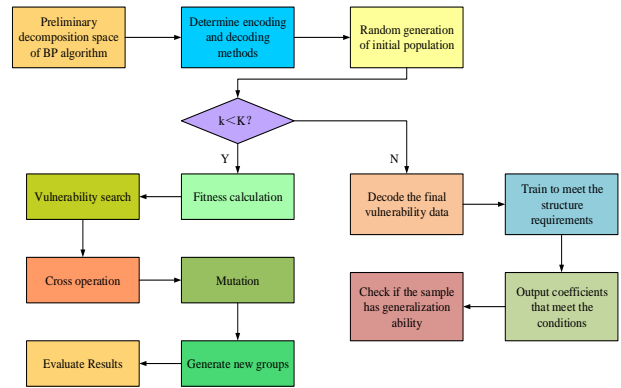 Preliminary
decomposition space
of BP algorithm
Determine encoding
and decoding
methods
Random generation
of initial population
k＜K?
Y
N
Vulnerability search
Fitness calculation
Decode the final
vulnerability data
Train to meet the
structure
requirements
Cross operation
Mutation
Check if the sample
has generalization
ability
Output coefficients
that meet the
conditions
Evaluate Results
Generate new groups